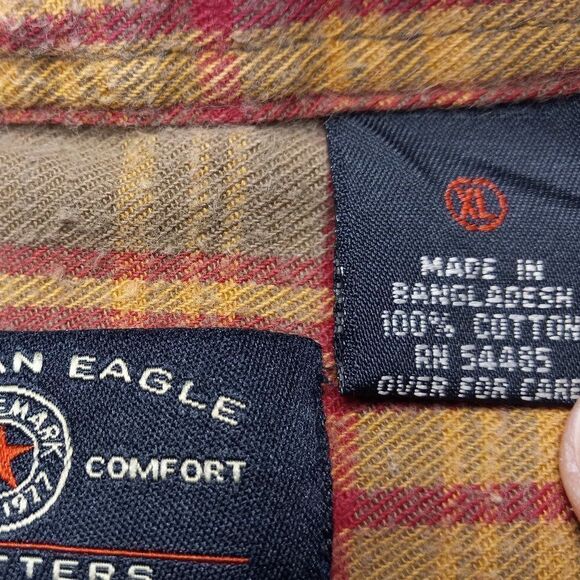 AN EAGLE
EMARK
1977
COMFORT
TTERS
XL
MADE IN
BANGLADESH
100% COTTON
RN 54485
OVER FOR CARE